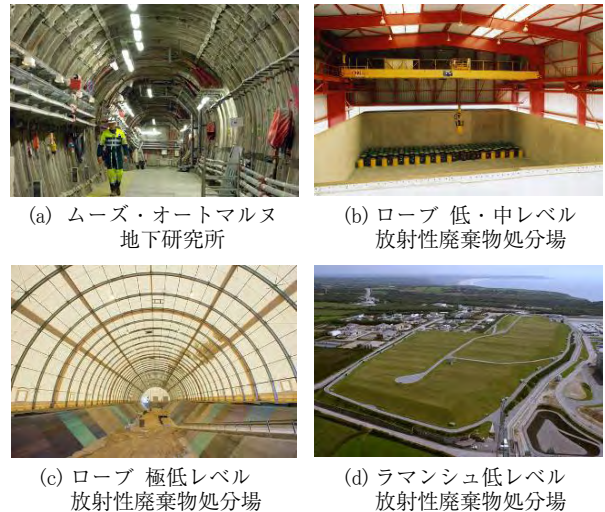 (a) ムーズ・オートマルヌ
地下研究所
(b) ローブ 低・中レベル
放射性廃棄物処分場
(c) ローブ 極低レベル
放射性廃棄物処分場
(d) ラマンシュ低レベル
放射性廃棄物処分場